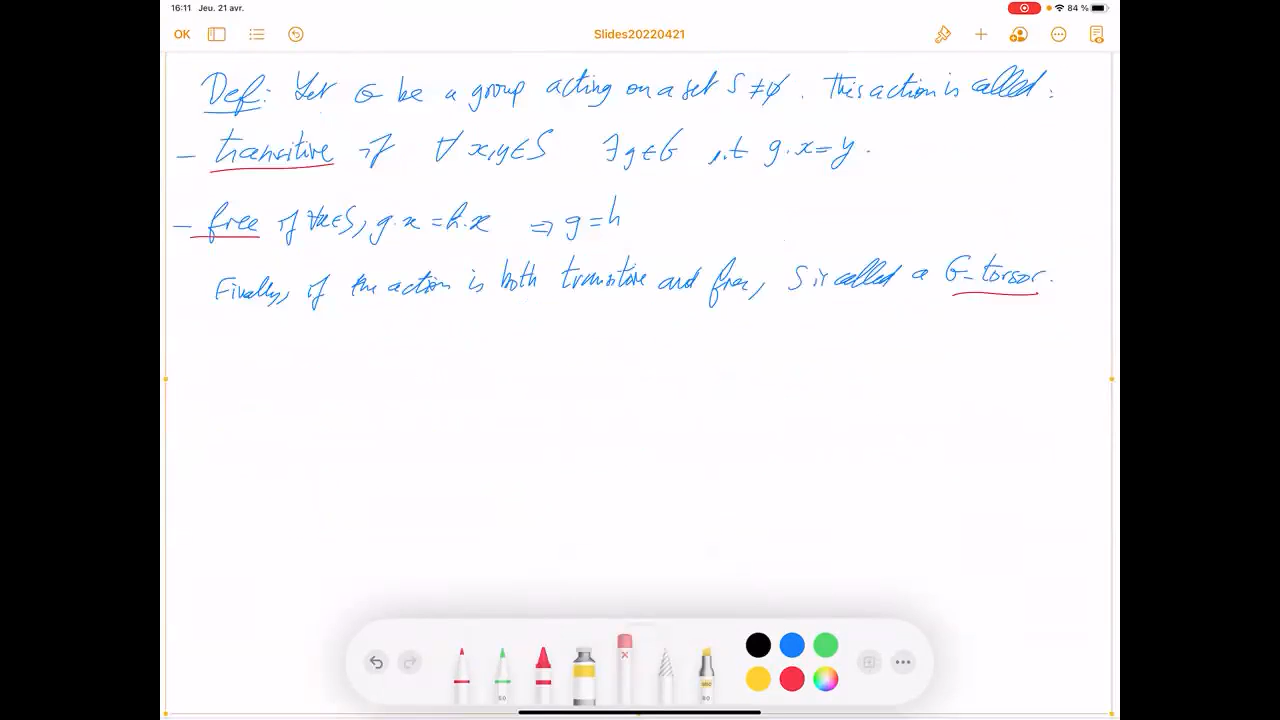 16:11 Jeu. 21 avr.
84 %
OK
Slides20220421
Def: Let G be a group acting on a set S ≠ ∅. This action is called:
- transitive if ∀ x,y ∈ S ∃ g ∈ G s.t g.x = y.
- free if ∀x∈S, g.x = h.x ⇒ g = h
Finally, if the action is both transitive and free, S is called a G-torsor.